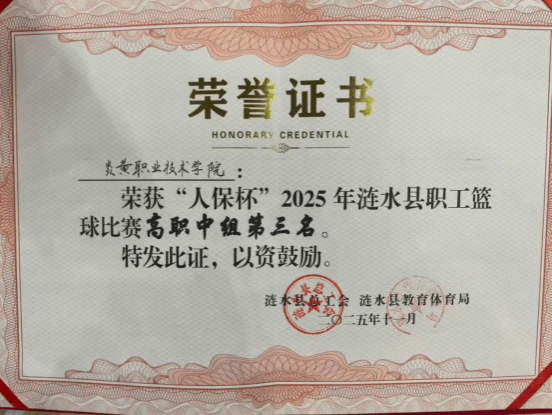 荣誉证书
HONORARY CREDENTIAL
炎黄职业技术学院：
荣获“人保杯”2025年涟水县职工篮
球比赛高职中组第三名。
特发此证，以资鼓励。
涟水县总工会 涟水县教育体育局
二〇二五年十一月